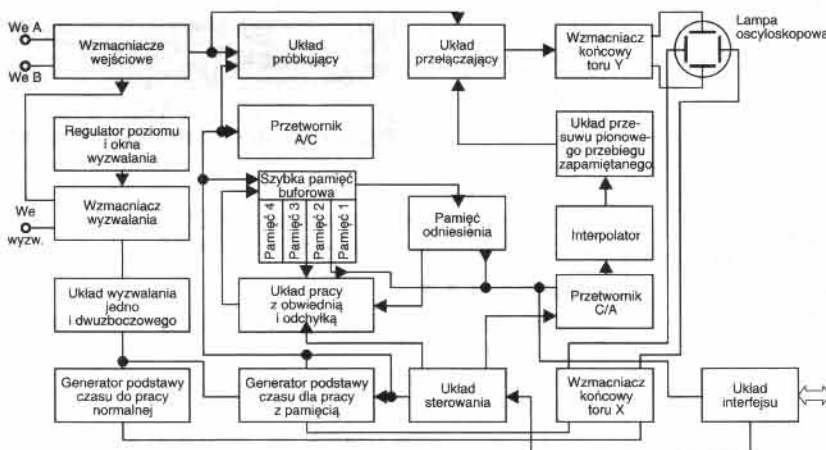 We A
We B
Wzmacniacze
wejściowe
Układ
próbkujący
Układ
przełączający
Wzmacniacz
końcowy
toru Y
Lampa
oscyloskopowa
Regulator poziomu
i okna
wyzwalania
Przetwornik
A/C
Układ prze-
suwu pionowe-
go przebiegu
zapamiętanego
We
wyzw.
Wzmacniacz
wyzwalania
Szybka pamięć
buforowa
Pamięć 4
Pamięć 3
Pamięć 2
Pamięć 1
Pamięć
odniesienia
Interpolator
Układ wyzwalania
jedno
i dwuzboczowego
Układ pracy
z obwiednią
i odchyłką
Przetwornik
C/A
Generator podstawy
czasu do pracy
normalnej
Generator podstawy
czasu dla pracy
z pamięcią
Układ
sterowania
Wzmacniacz
końcowy
toru X
Układ
interfejsu